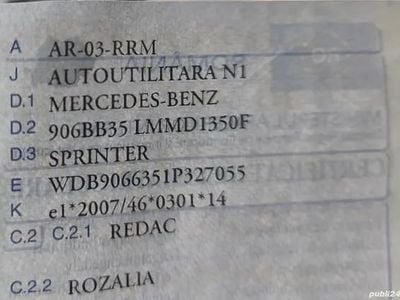 A AR-03-RRM
J AUTOUTILITARA N1
D.1 MERCEDES-BENZ
D.2 906BB35 LMMD1350F
D.3 SPRINTER
E WDB9066351P327055
K e1*2007/46*0301*14
C.2 C.2.1 REDAC
C.2.2 ROZALIA
publi24